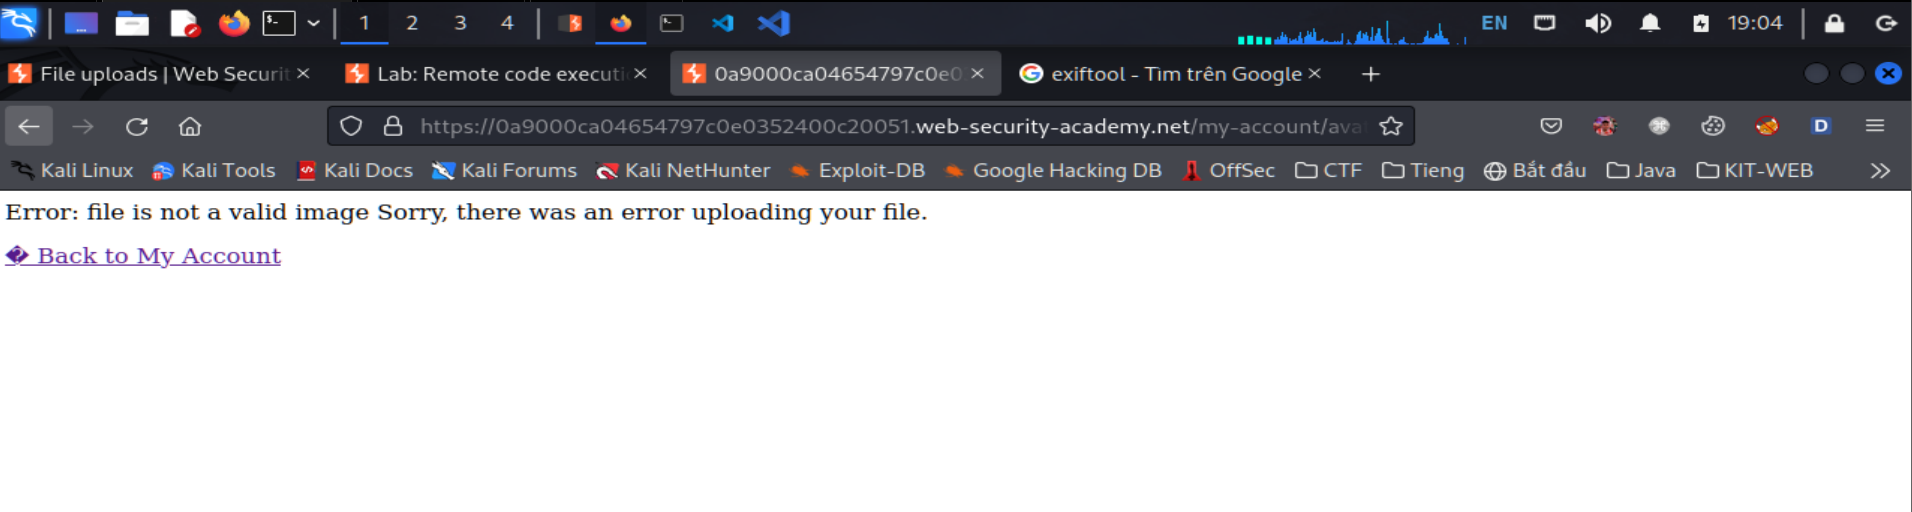 1 2 3 4 EN 19:04
File uploads | Web Securit Lab: Remote code executi 0a9000ca04654797c0e0 exiftool - Tìm trên Google
https://0a9000ca04654797c0e0352400c20051.web-security-academy.net/my-account/ava
Kali Linux Kali Tools Kali Docs Kali Forums Kali NetHunter Exploit-DB Google Hacking DB OffSec CTF Tieng Bắt đầu Java KIT-WEB
Error: file is not a valid image Sorry, there was an error uploading your file.
� Back to My Account